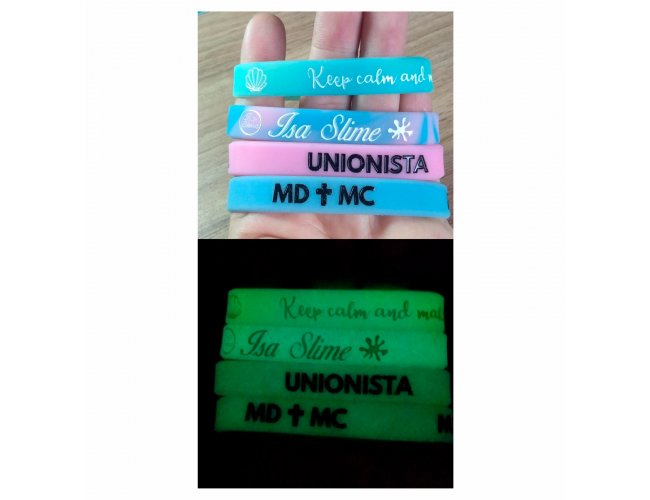 Keep calm and
Isa Slime
UNIONISTA
MD ✝ MC
Keep calm and
Isa Slime
UNIONISTA
MD ✝ MC